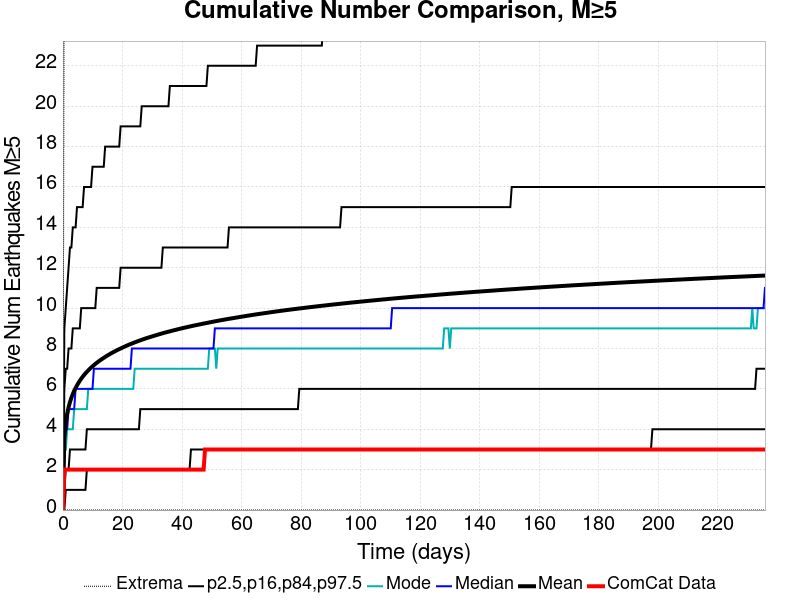 Cumulative Number Comparison, M≥5
Cumulative Num Earthquakes M≥5
22
20
18
16
14
12
10
8
6
4
2
0
0 20 40 60 80 100 120 140 160 180 200 220
Time (days)
Extrema p2.5,p16,p84,p97.5 Mode Median Mean ComCat Data